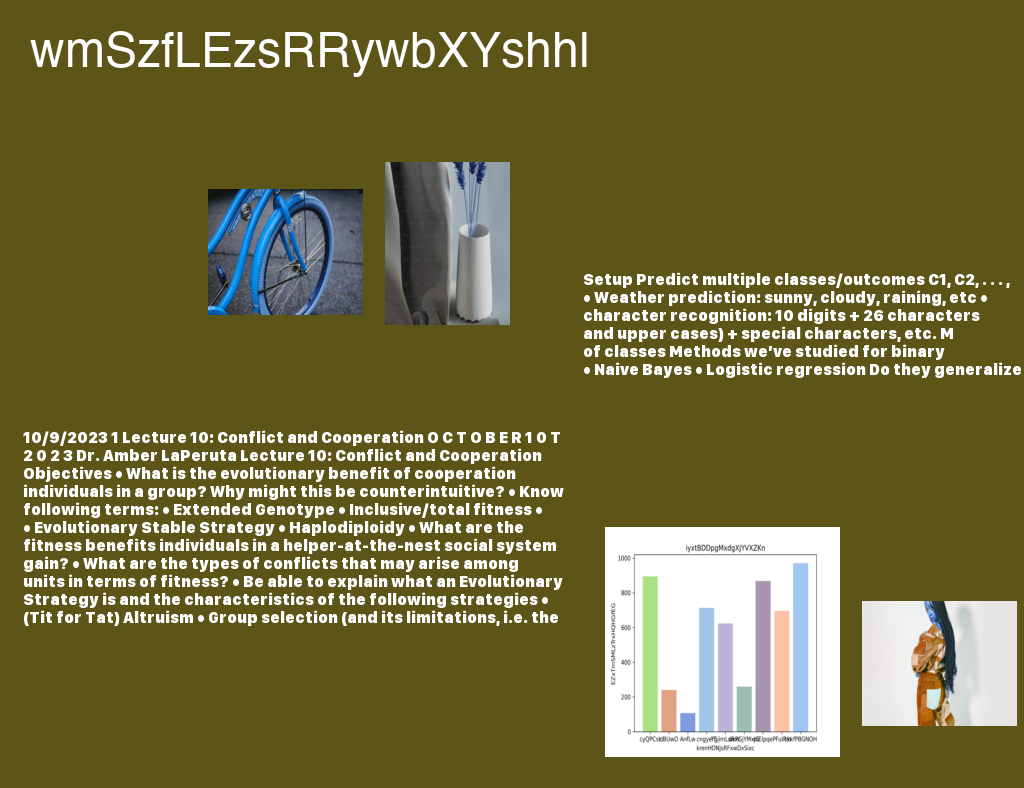 wmSzfLEzsRRywbXYshhl
Setup Predict multiple classes/outcomes C1, C2, . . . ,
• Weather prediction: sunny, cloudy, raining, etc •
character recognition: 10 digits + 26 characters
and upper cases) + special characters, etc. M
of classes Methods we’ve studied for binary
• Naive Bayes • Logistic regression Do they generalize
10/9/2023 1 Lecture 10: Conflict and Cooperation O C T O B E R 1 0 T
2 0 2 3 Dr. Amber LaPeruta Lecture 10: Conflict and Cooperation
Objectives • What is the evolutionary benefit of cooperation
individuals in a group? Why might this be counterintuitive? • Know
following terms: • Extended Genotype • Inclusive/total fitness •
• Evolutionary Stable Strategy • Haplodiploidy • What are the
fitness benefits individuals in a helper-at-the-nest social system
gain? • What are the types of conflicts that may arise among
units in terms of fitness? • Be able to explain what an Evolutionary
Strategy is and the characteristics of the following strategies •
(Tit for Tat) Altruism • Group selection (and its limitations, i.e. the
iyxtBDDpgMxdgXJYVXZKn
1000
800
600
400
200
0
AnfLw
krenHONjsRFxwDxSixc